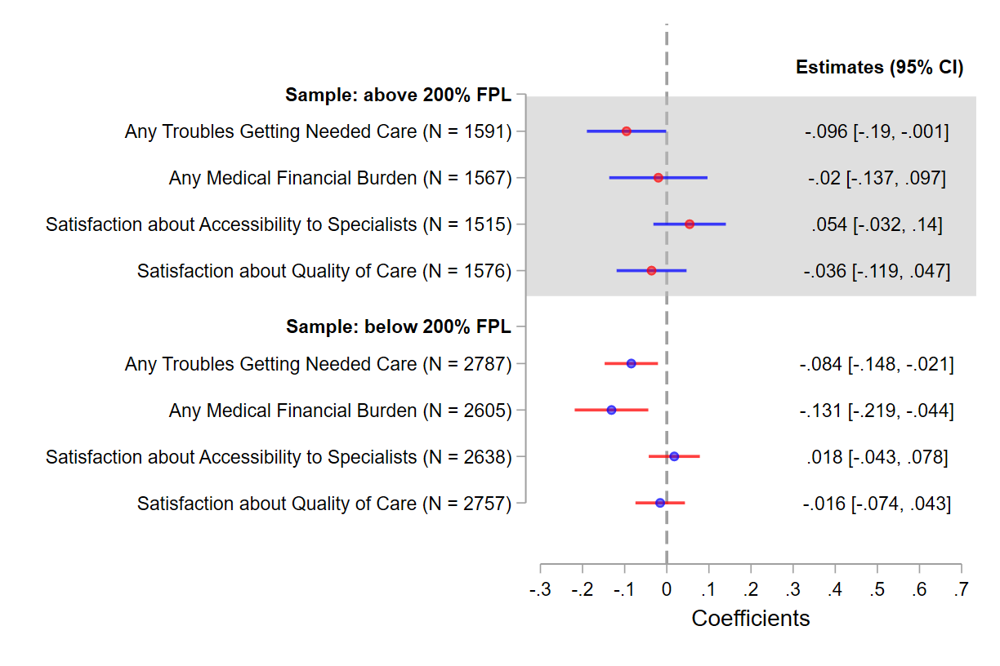 Estimates (95% CI)
Sample: above 200% FPL
Any Troubles Getting Needed Care (N = 1591) -.096 [-.19, -.001]
Any Medical Financial Burden (N = 1567) -.02 [-.137, .097]
Satisfaction about Accessibility to Specialists (N = 1515) .054 [-.032, .14]
Satisfaction about Quality of Care (N = 1576) -.036 [-.119, .047]
Sample: below 200% FPL
Any Troubles Getting Needed Care (N = 2787) -.084 [-.148, -.021]
Any Medical Financial Burden (N = 2605) -.131 [-.219, -.044]
Satisfaction about Accessibility to Specialists (N = 2638) .018 [-.043, .078]
Satisfaction about Quality of Care (N = 2757) -.016 [-.074, .043]
-.3 -.2 -.1 0 .1 .2 .3 .4 .5 .6 .7
Coefficients